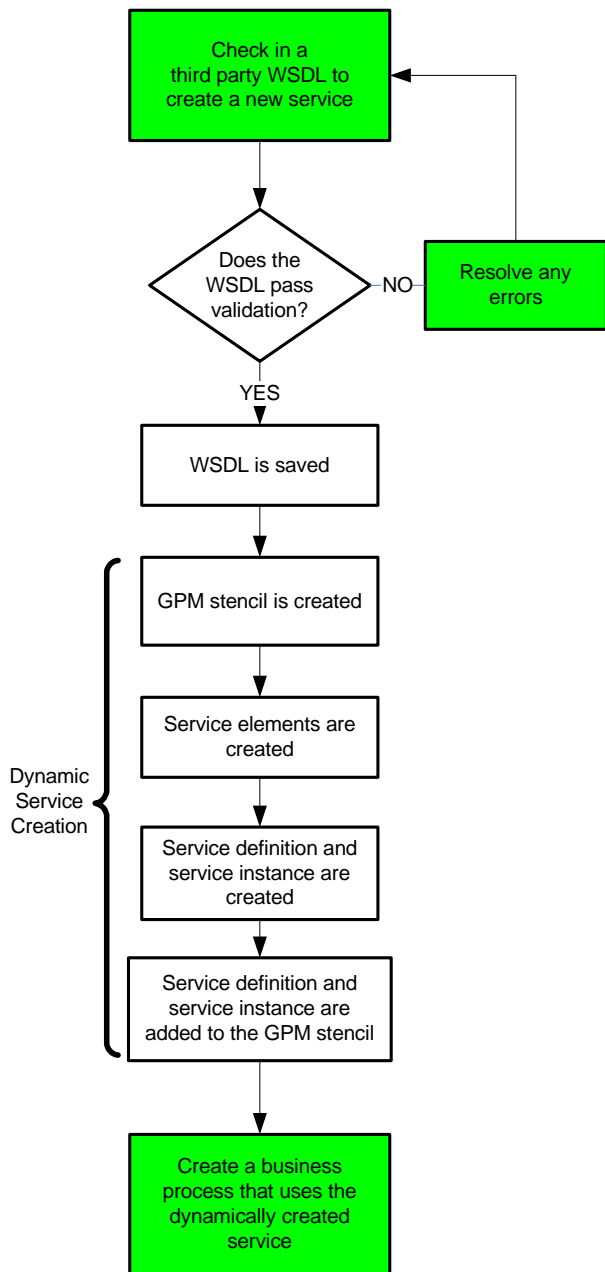 Check in a
third party WSDL to
create a new service
Does the
WSDL pass
validation?
NO
Resolve any
errors
YES
WSDL is saved
GPM stencil is created
Service elements are
created
Dynamic
Service
Creation
Service definition and
service instance are
created
Service definition and
service instance are
added to the GPM stencil
Create a business
process that uses the
dynamically created
service